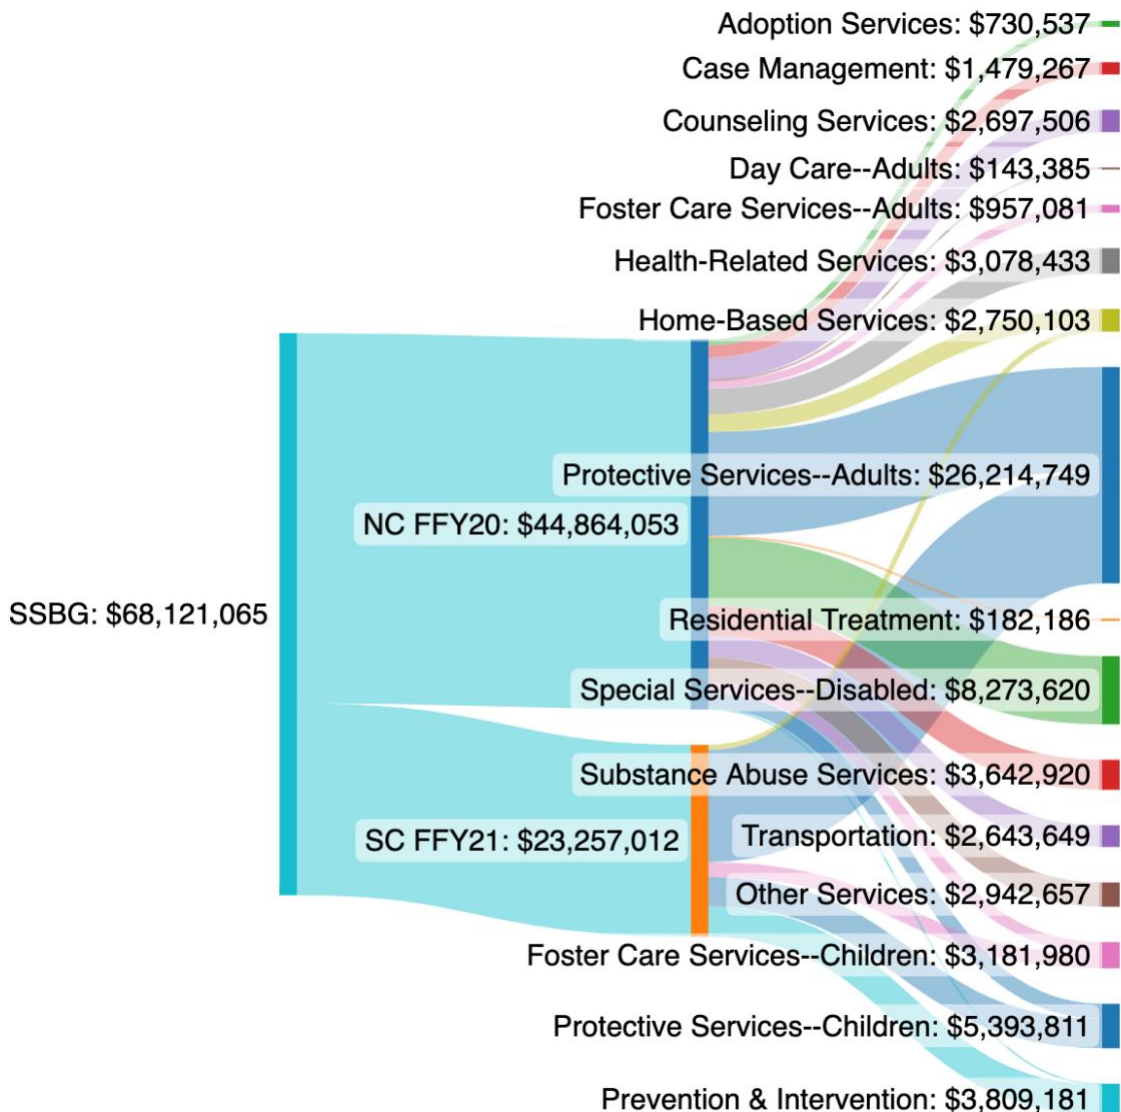 Adoption Services: $730,537
Case Management: $1,479,267
Counseling Services: $2,697,506
Day Care--Adults: $143,385
Foster Care Services--Adults: $957,081
Health-Related Services: $3,078,433
Home-Based Services: $2,750,103
Protective Services--Adults: $26,214,749
NC FFY20: $44,864,053
SSBG: $68,121,065
Residential Treatment: $182,186
Special Services--Disabled: $8,273,620
Substance Abuse Services: $3,642,920
SC FFY21: $23,257,012
Transportation: $2,643,649
Other Services: $2,942,657
Foster Care Services--Children: $3,181,980
Protective Services--Children: $5,393,811
Prevention & Intervention: $3,809,181